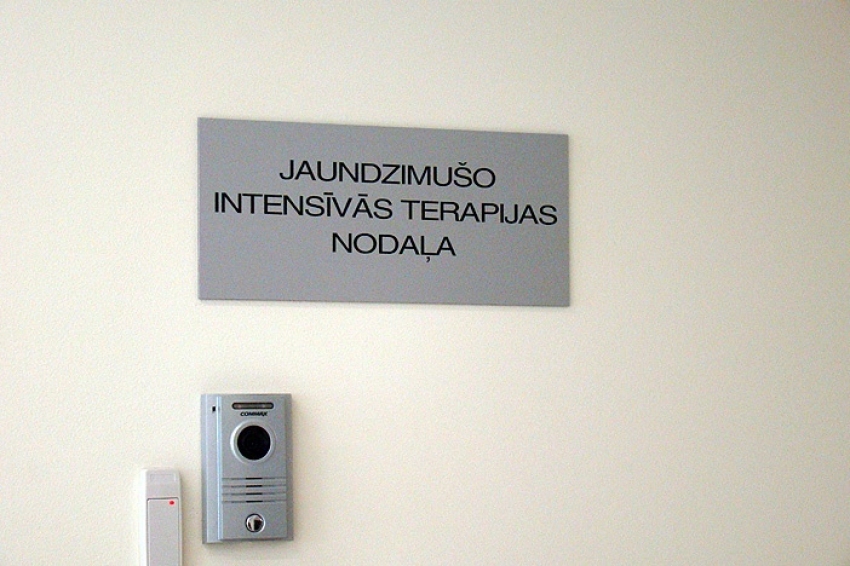 JAUNDZIMUŠO
INTENSĪVĀS TERAPIJAS
NODAĻA
COMMAX